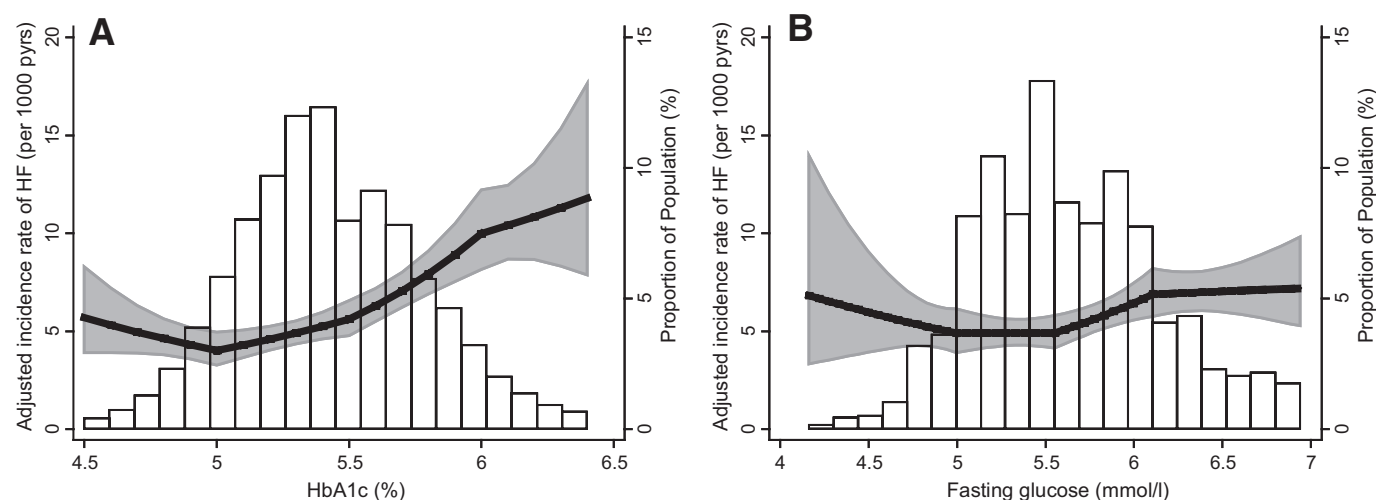 A
Adjusted incidence rate of HF (per 1000 pyrs)
20
15
10
5
0
15
10
5
0
Proportion of Population (%)
4.5 5 5.5 6 6.5
HbA1c (%)
B
Adjusted incidence rate of HF (per 1000 pyrs)
20
15
10
5
0
15
10
5
0
Proportion of Population (%)
4 4.5 5 5.5 6 6.5 7
Fasting glucose (mmol/l)